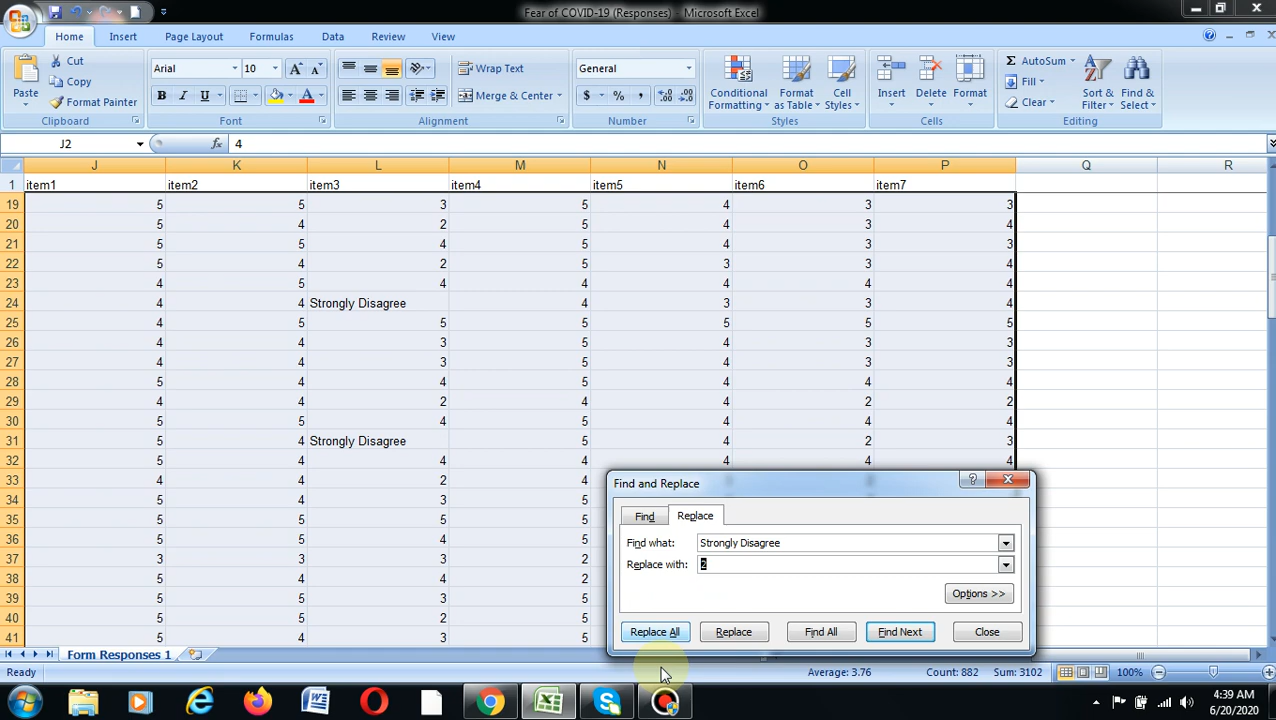 Fear of COVID-19 (Responses) - Microsoft Excel
Home Insert Page Layout Formulas Data Review View
Cut
Copy
Format Painter
Paste
Clipboard
Arial 10
B I U
Font
Wrap Text
Merge & Center
Alignment
General
$ % ,
Number
Conditional Formatting
Format as Table
Cell Styles
Styles
Insert Delete Format
Cells
Σ AutoSum
Fill
Clear
Sort & Filter
Find & Select
Editing
J2 fx 4
J K L M N O P Q R
1 item1 item2 item3 item4 item5 item6 item7
19 5 5 3 5 4 3 3
20 5 4 2 5 4 3 4
21 5 5 4 5 4 3 3
22 5 4 2 5 3 3 4
23 4 5 4 4 4 4 4
24 4 4 Strongly Disagree 4 3 3 4
25 4 5 5 5 5 5 5
26 4 4 3 5 4 3 3
27 4 4 3 5 4 3 3
28 5 4 4 5 4 4 4
29 4 4 2 4 4 2 2
30 5 5 4 5 4 4 4
31 5 4 Strongly Disagree 5 4 2 3
32 5 4 4 4 4 4 4
33 4 4 2 4
34 5 4 3 5
35 5 5 5 5
36 5 5 4 5
37 3 3 3 2
38 4 4 4 2
39 5 5 3 5
40 5 5 2 5
41 5 4 3 5
Find and Replace
Find Replace
Find what: Strongly Disagree
Replace with: 2
Options >>
Replace All Replace Find All Find Next Close
Form Responses 1
Ready Average: 3.76 Count: 882 Sum: 3102 100%
4:39 AM
6/20/2020